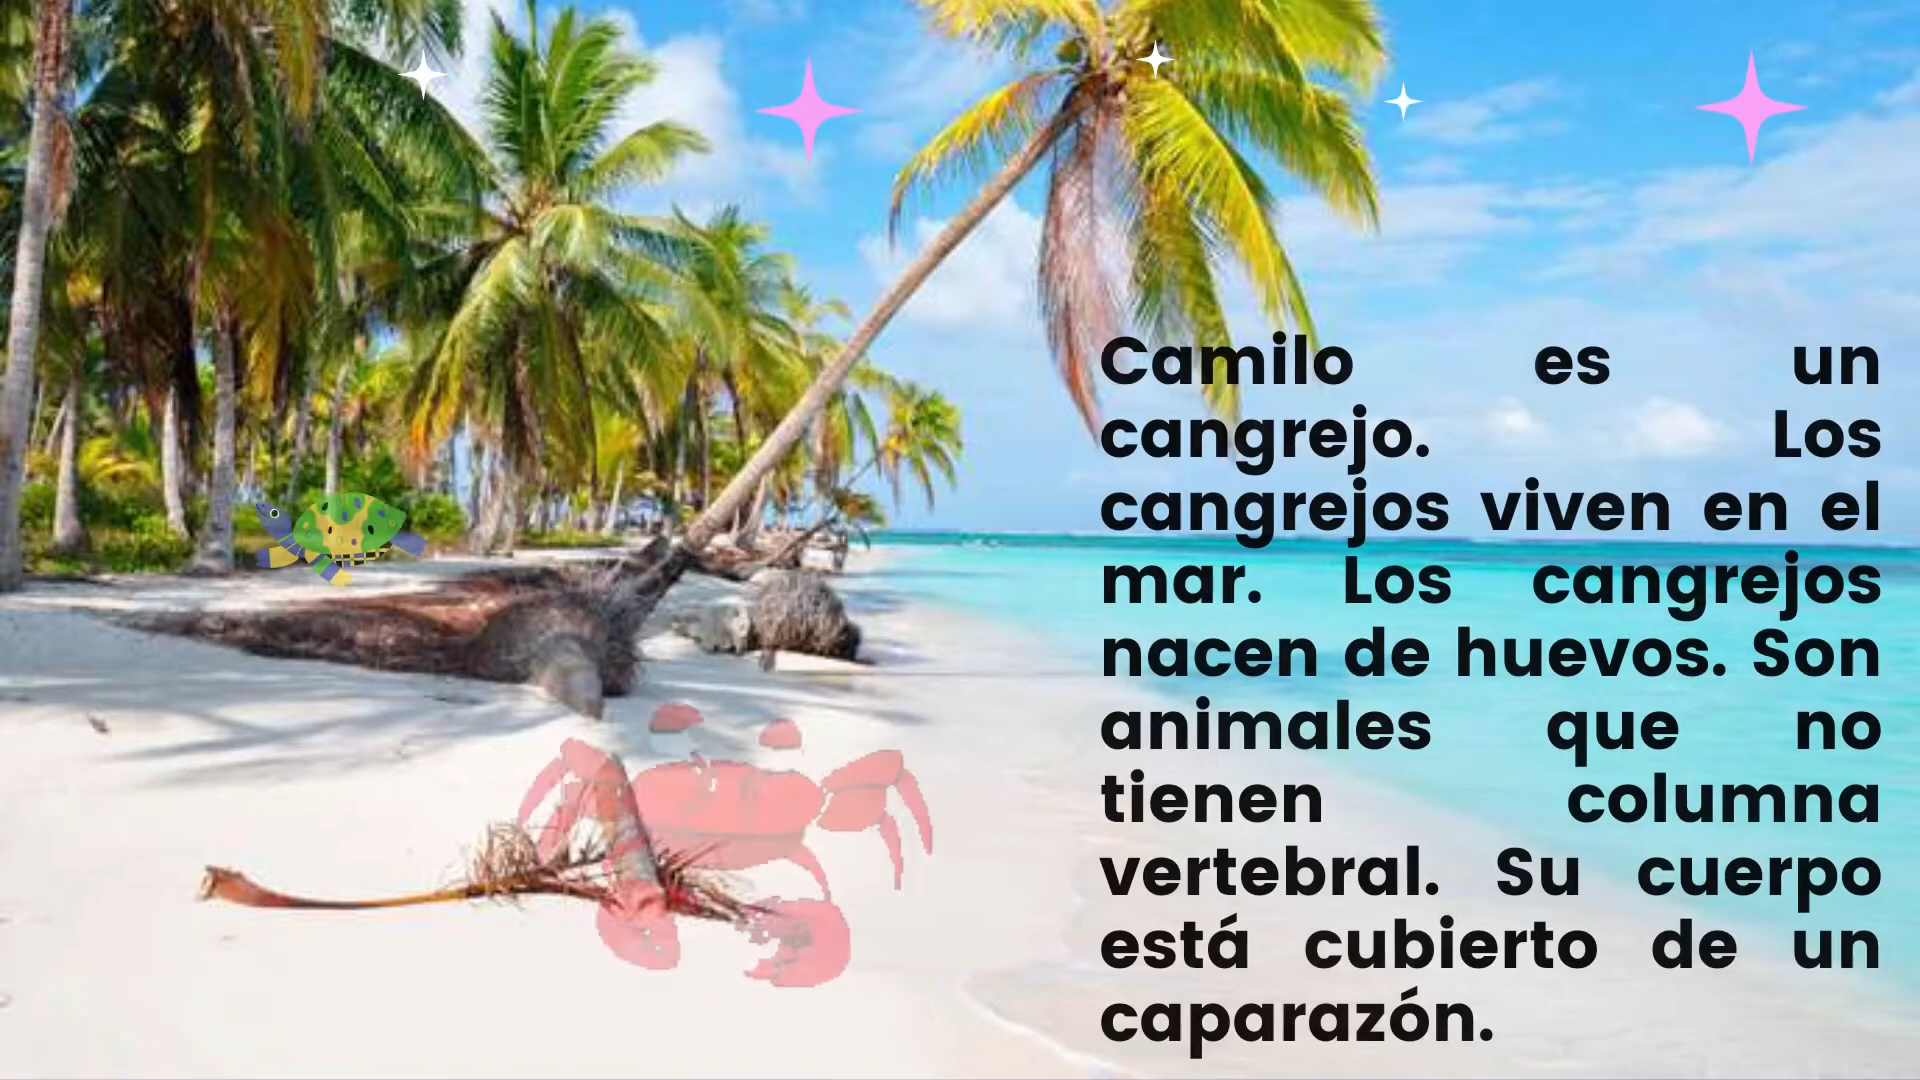 Camilo es un
cangrejo. Los
cangrejos viven en el
mar. Los cangrejos
nacen de huevos. Son
animales que no
tienen columna
vertebral. Su cuerpo
está cubierto de un
caparazón.